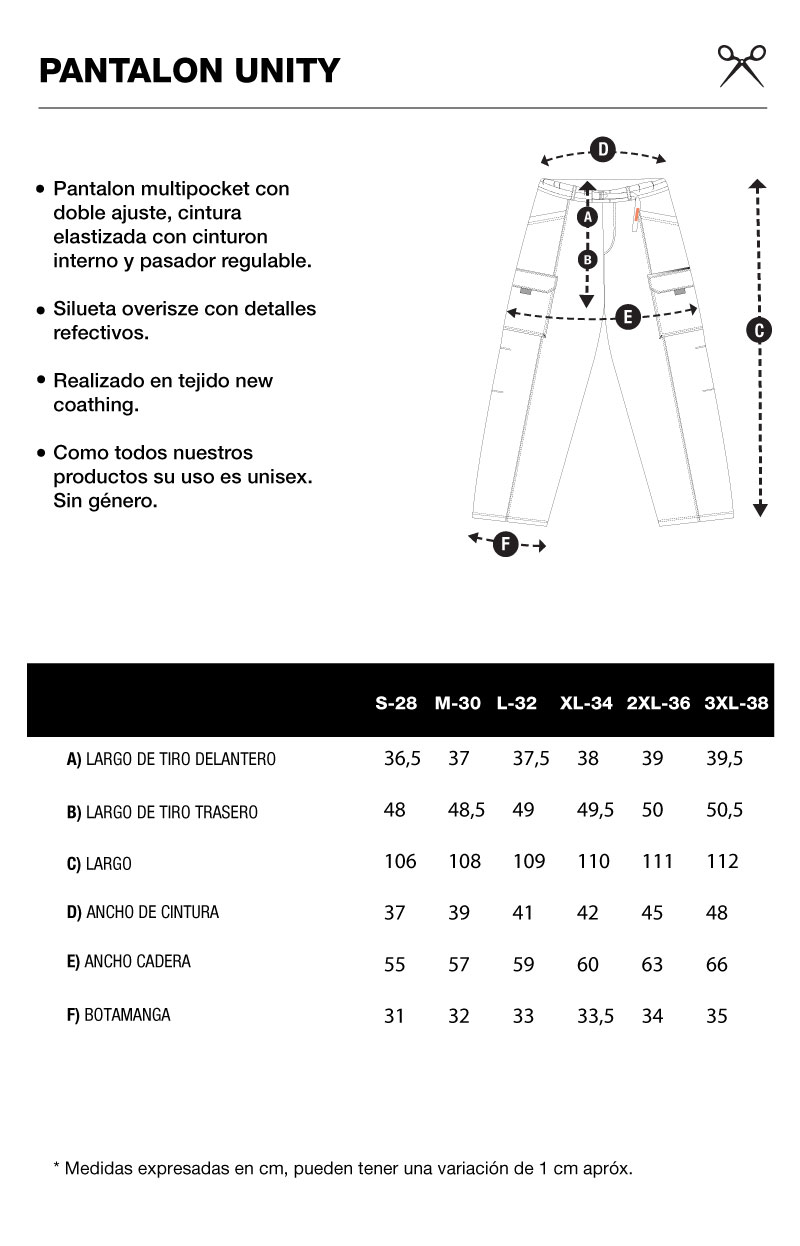 PANTALON UNITY
• Pantalon multipocket con
doble ajuste, cintura
elastizada con cinturon
interno y pasador regulable.
• Silueta overisze con detalles
refectivos.
• Realizado en tejido new
coathing.
• Como todos nuestros
productos su uso es unisex.
Sin género.
D
A
B
E
C
F
S-28 M-30 L-32 XL-34 2XL-36 3XL-38
A) LARGO DE TIRO DELANTERO 36,5 37 37,5 38 39 39,5
B) LARGO DE TIRO TRASERO 48 48,5 49 49,5 50 50,5
C) LARGO 106 108 109 110 111 112
D) ANCHO DE CINTURA 37 39 41 42 45 48
E) ANCHO CADERA 55 57 59 60 63 66
F) BOTAMANGA 31 32 33 33,5 34 35
* Medidas expresadas en cm, pueden tener una variación de 1 cm apróx.